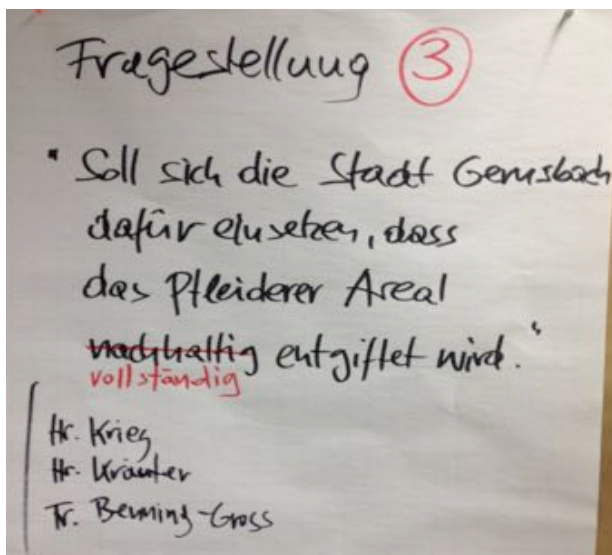 Fragestellung 3
" Soll sich die Stadt Gernsbach
dafür einsetzen, dass
das Pfleiderer Areal
nachhaltig entgiftet wird."
vollständig
Hr. Krieg
Hr. Kräuter
Fr. Benning-Gross